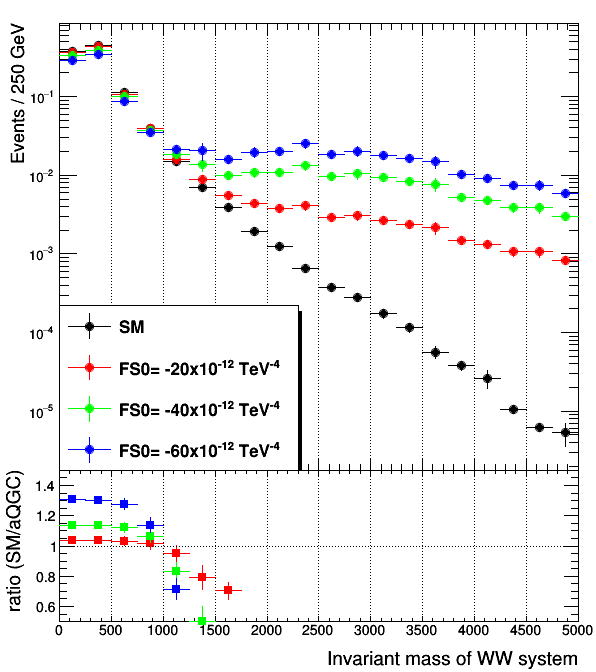 Events / 250 GeV
10⁻¹
10⁻²
10⁻³
10⁻⁴
10⁻⁵
SM
FS0= -20x10⁻¹² TeV⁻⁴
FS0= -40x10⁻¹² TeV⁻⁴
FS0= -60x10⁻¹² TeV⁻⁴
ratio (SM/aQGC)
1.4
1.2
1
0.8
0.6
0 500 1000 1500 2000 2500 3000 3500 4000 4500 5000
Invariant mass of WW system